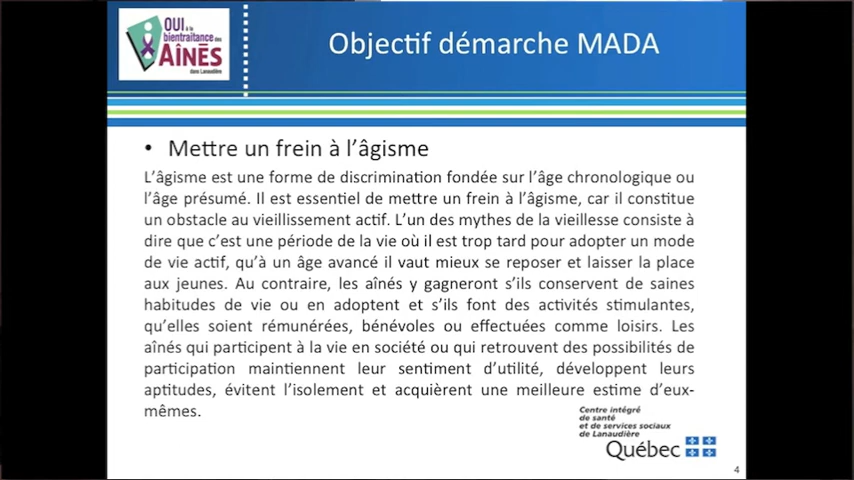 OUI à la
bientraitance des
AÎNÉS
dans Lanaudière
Objectif démarche MADA
• Mettre un frein à l'âgisme
L'âgisme est une forme de discrimination fondée sur l'âge chronologique ou
l'âge présumé. Il est essentiel de mettre un frein à l'âgisme, car il constitue
un obstacle au vieillissement actif. L'un des mythes de la vieillesse consiste à
dire que c'est une période de la vie où il est trop tard pour adopter un mode
de vie actif, qu'à un âge avancé il vaut mieux se reposer et laisser la place
aux jeunes. Au contraire, les aînés y gagneront s'ils conservent de saines
habitudes de vie ou en adoptent et s'ils font des activités stimulantes,
qu'elles soient rémunérées, bénévoles ou effectuées comme loisirs. Les
aînés qui participent à la vie en société ou qui retrouvent des possibilités de
participation maintiennent leur sentiment d'utilité, développent leurs
aptitudes, évitent l'isolement et acquièrent une meilleure estime d'eux-
mêmes.
Centre intégré
de santé
et de services sociaux
de Lanaudière
Québec
4